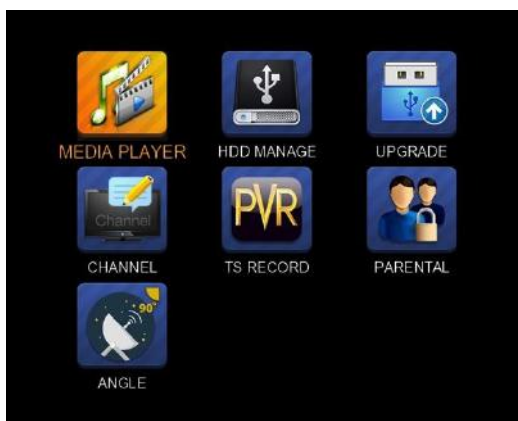 MEDIA PLAYER
HDD MANAGE
UPGRADE
Channel
CHANNEL
PVR
TS RECORD
PARENTAL
90°
ANGLE